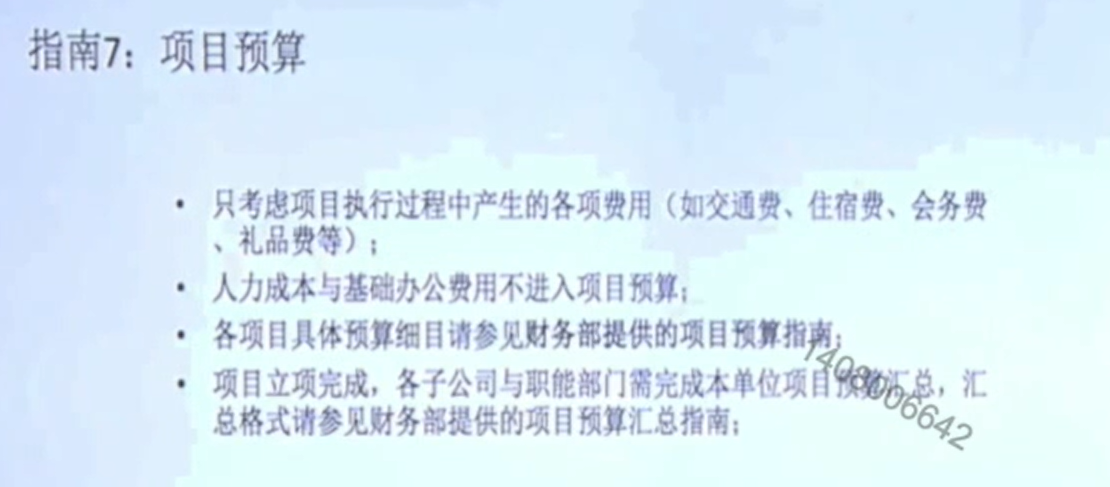 指南7：项目预算
• 只考虑项目执行过程中产生的各项费用（如交通费、住宿费、会务费
、礼品费等）；
• 人力成本与基础办公费用不进入项目预算；
• 各项目具体预算细目请参见财务部提供的项目预算指南；
• 项目立项完成，各子公司与职能部门需完成本单位项目预算汇总，汇
总格式请参见财务部提供的项目预算汇总指南；
1408006642